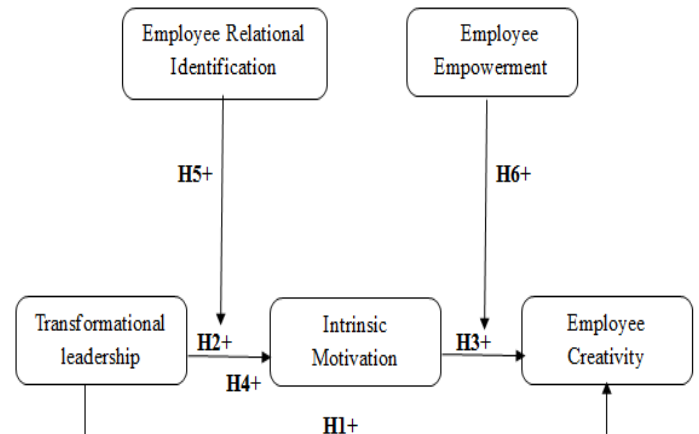 Employee Relational
Identification
Employee
Empowerment
H5+
H6+
Transformational
leadership
H2+
H4+
Intrinsic
Motivation
H3+
Employee
Creativity
H1+